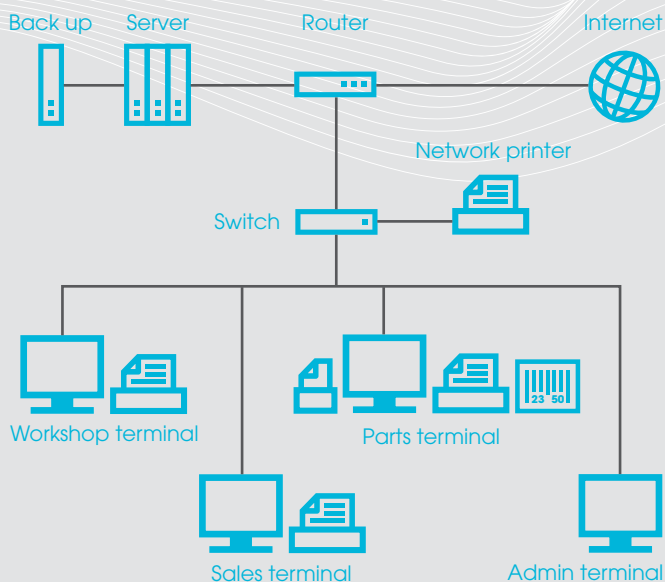 Back up Server Router Internet
Network printer
Switch
23 50
Workshop terminal Parts terminal
Sales terminal Admin terminal